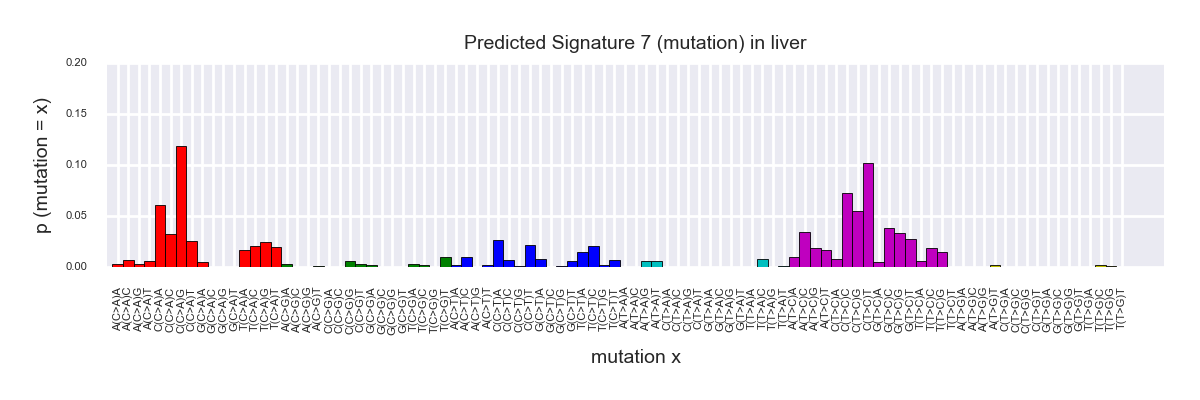 Predicted Signature 7 (mutation) in liver
p (mutation = x)
0.20
0.15
0.10
0.05
0.00
A(C>A)A
A(C>A)C
A(C>A)G
A(C>A)T
C(C>A)A
C(C>A)C
C(C>A)G
C(C>A)T
G(C>A)A
G(C>A)C
G(C>A)G
G(C>A)T
T(C>A)A
T(C>A)C
T(C>A)G
T(C>A)T
A(C>G)A
A(C>G)C
A(C>G)G
A(C>G)T
C(C>G)A
C(C>G)C
C(C>G)G
C(C>G)T
G(C>G)A
G(C>G)C
G(C>G)G
G(C>G)T
T(C>G)A
T(C>G)C
T(C>G)G
T(C>G)T
A(C>T)A
A(C>T)C
A(C>T)G
A(C>T)T
C(C>T)A
C(C>T)C
C(C>T)G
C(C>T)T
G(C>T)A
G(C>T)C
G(C>T)G
G(C>T)T
T(C>T)A
T(C>T)C
T(C>T)G
T(C>T)T
A(T>A)A
A(T>A)C
A(T>A)G
A(T>A)T
C(T>A)A
C(T>A)C
C(T>A)G
C(T>A)T
G(T>A)A
G(T>A)C
G(T>A)G
G(T>A)T
T(T>A)A
T(T>A)C
T(T>A)G
T(T>A)T
A(T>C)A
A(T>C)C
A(T>C)G
A(T>C)T
C(T>C)A
C(T>C)C
C(T>C)G
C(T>C)T
G(T>C)A
G(T>C)C
G(T>C)G
G(T>C)T
T(T>C)A
T(T>C)C
T(T>C)G
T(T>C)T
A(T>G)A
A(T>G)C
A(T>G)G
A(T>G)T
C(T>G)A
C(T>G)C
C(T>G)G
C(T>G)T
G(T>G)A
G(T>G)C
G(T>G)G
G(T>G)T
T(T>G)A
T(T>G)C
T(T>G)G
T(T>G)T
mutation x